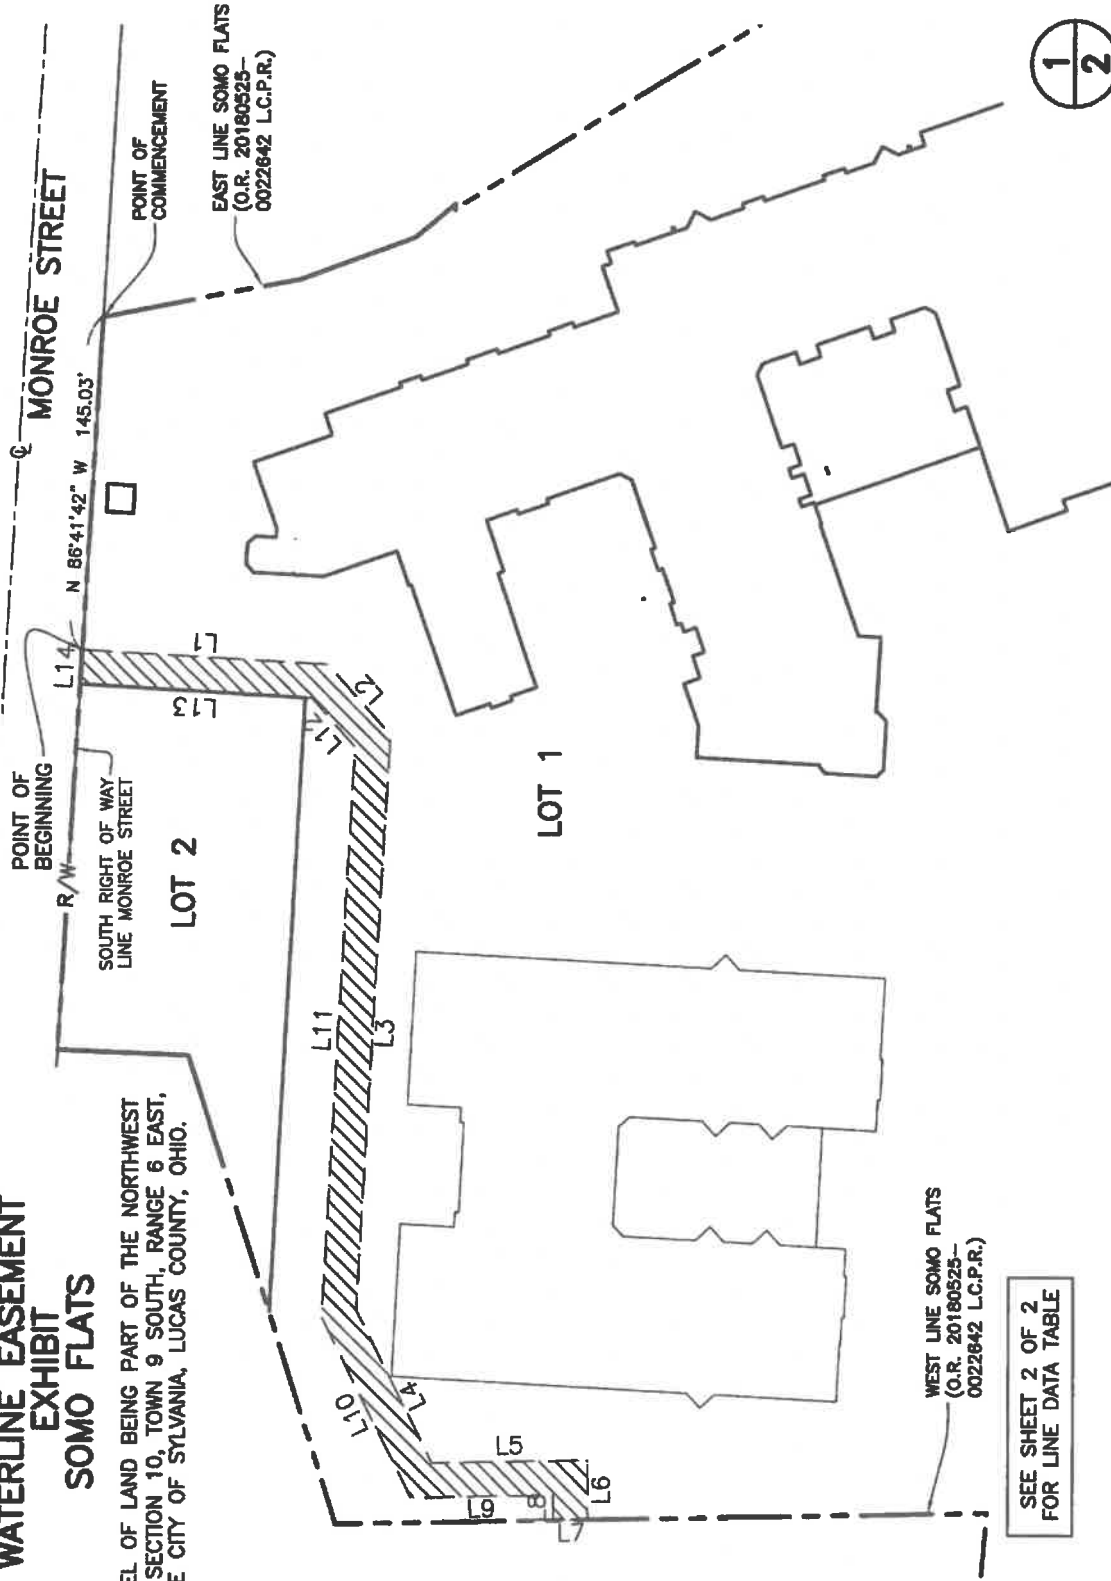 WATERLINE EASEMENT
EXHIBIT
SOMO FLATS
EL OF LAND BEING PART OF THE NORTHWEST
SECTION 10, TOWN 9 SOUTH, RANGE 6 EAST,
E CITY OF SYLVANIA, LUCAS COUNTY, OHIO.
POINT OF
BEGINNING
R/W
SOUTH RIGHT OF WAY
LINE MONROE STREET
LOT 2
L14
N 86°41'42" W 145.03'
℄
MONROE STREET
POINT OF
COMMENCEMENT
EAST LINE SOMO FLATS
(O.R. 20180525–
0022642 L.C.P.R.)
L1
L13
L2
L11
L3
LOT 1
L10
L4
L5
L9
L6
L7
WEST LINE SOMO FLATS
(O.R. 20180525–
0022642 L.C.P.R.)
SEE SHEET 2 OF 2
FOR LINE DATA TABLE
1
2